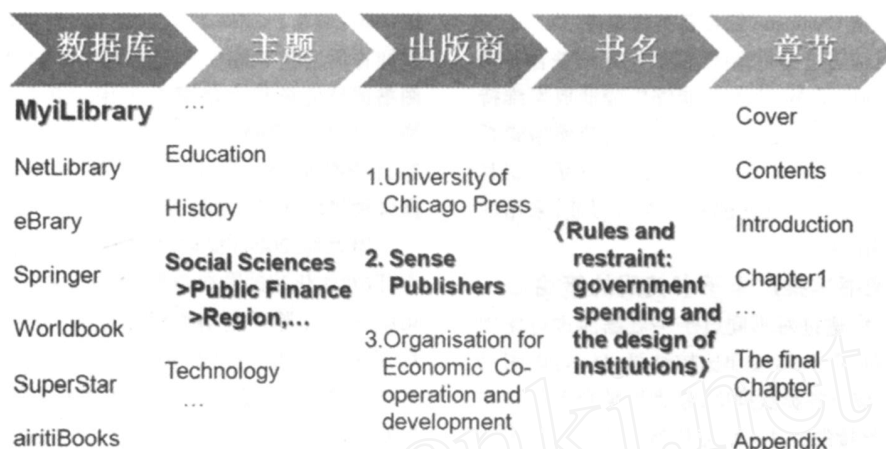 数据库 主题 出版商 书名 章节
MyiLibrary
NetLibrary
eBrary
Springer
Worldbook
SuperStar
airitiBooks
...
Education
History
Social Sciences
>Public Finance
>Region,...
Technology
...
1.University of
Chicago Press
2. Sense
Publishers
3.Organisation for
Economic Co-
operation and
development
《Rules and
restraint:
government
spending and
the design of
institutions》
Cover
Contents
Introduction
Chapter1
...
The final
Chapter
Appendix